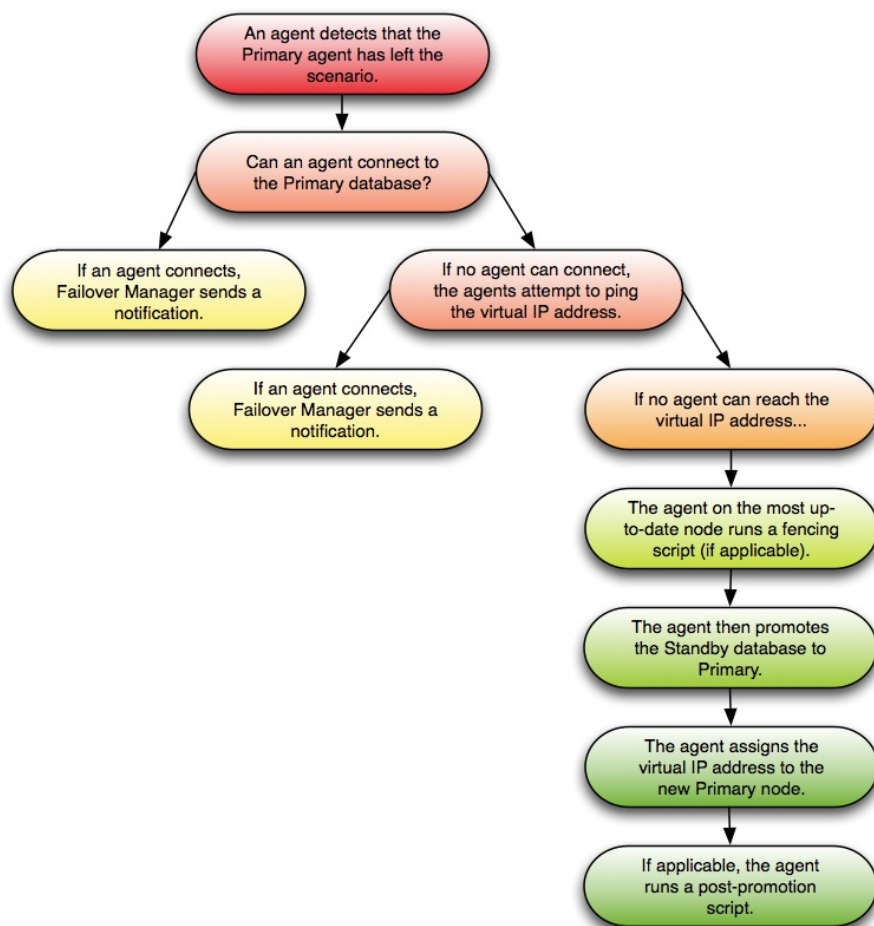 An agent detects that the
Primary agent has left the
scenario.
Can an agent connect to
the Primary database?
If an agent connects,
Failover Manager sends a
notification.
If no agent can connect,
the agents attempt to ping
the virtual IP address.
If an agent connects,
Failover Manager sends a
notification.
If no agent can reach the
virtual IP address...
The agent on the most up-
to-date node runs a fencing
script (if applicable).
The agent then promotes
the Standby database to
Primary.
The agent assigns the
virtual IP address to the
new Primary node.
If applicable, the agent
runs a post-promotion
script.